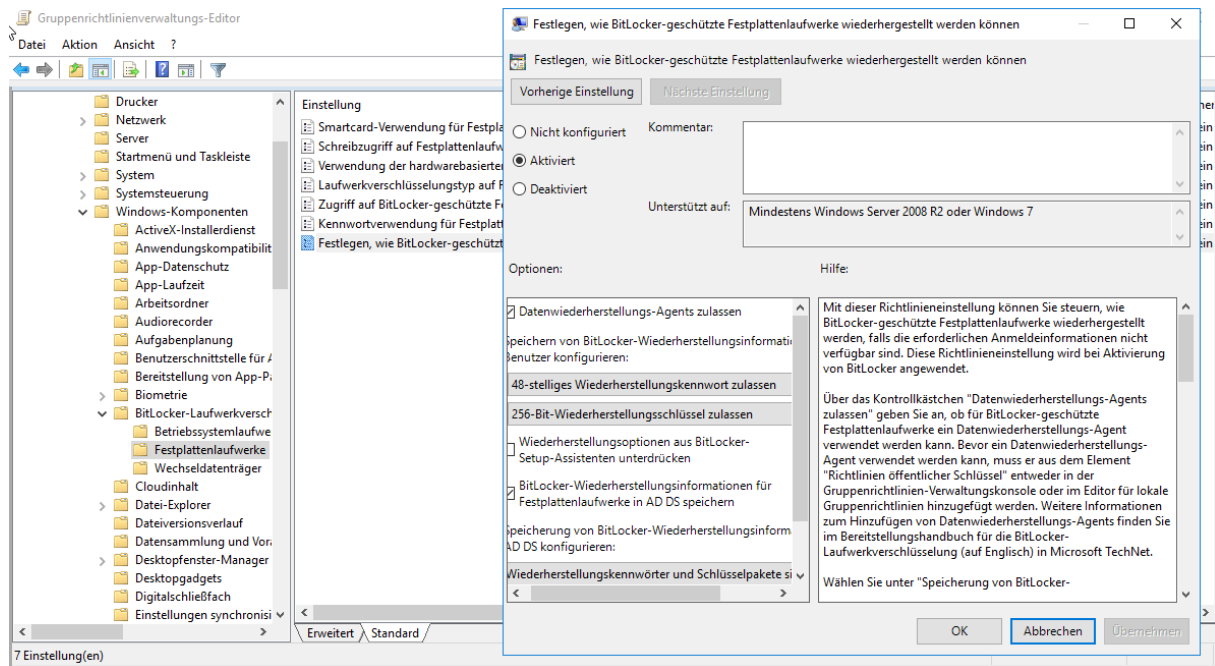 Gruppenrichtlinienverwaltungs-Editor
Datei Aktion Ansicht ?
Drucker
Netzwerk
Server
Startmenü und Taskleiste
System
Systemsteuerung
Windows-Komponenten
ActiveX-Installerdienst
Anwendungskompatibilit
App-Datenschutz
App-Laufzeit
Arbeitsordner
Audiorecorder
Aufgabenplanung
Benutzerschnittstelle für
Bereitstellung von
Biometrie
BitLocker-Laufwerkversch
Betriebssystemlaufwe
Festplattenlaufwerke
Wechseldatenträger
Cloudinhalt
Datei-Explorer
Dateiversionsverlauf
Datensammlung und
Desktopfenster-Manager
Desktopgadgets
Digitalschließfach
Einstellungen synchronisi
7 Einstellung(en)
Einstellung
Smartcard-Verwendung für Festpla
Schreibzugriff auf Festplattenlaufw
Verwendung der hardwarebasierte
Laufwerkverschlüsselungstyp auf
Zugriff auf BitLocker-geschützte
Kennwortverwendung für Festplatt
Festlegen, wie BitLocker-geschützt
Erweitert Standard
Festlegen, wie BitLocker-geschützte Festplattenlaufwerke wiederhergestellt werden können
Festlegen, wie BitLocker-geschützte Festplattenlaufwerke wiederhergestellt werden können
Vorherige Einstellung Nächste Einstellung
Nicht konfiguriert
Aktiviert
Deaktiviert
Kommentar:
Unterstützt auf:
Mindestens Windows Server 2008 R2 oder Windows 7
Optionen:
Datenwiederherstellungs-Agents zulassen
Speichern von BitLocker-Wiederherstellungsinformati
Benutzer konfigurieren:
48-stelliges Wiederherstellungskennwort zulassen
256-Bit-Wiederherstellungsschlüssel zulassen
Wiederherstellungsoptionen aus BitLocker-
Setup-Assistenten unterdrücken
BitLocker-Wiederherstellungsinformationen für
Festplattenlaufwerke in AD DS speichern
Speicherung von BitLocker-Wiederherstellungsinform
AD DS konfigurieren:
Wiederherstellungskennwörter und Schlüsselpakete si
Hilfe:
Mit dieser Richtlinieneinstellung können Sie steuern, wie
BitLocker-geschützte Festplattenlaufwerke wiederhergestellt
werden, falls die erforderlichen Anmeldeinformationen nicht
verfügbar sind. Diese Richtlinieneinstellung wird bei Aktivierung
von BitLocker angewendet.
Über das Kontrollkästchen "Datenwiederherstellungs-Agents
zulassen" geben Sie an, ob für BitLocker-geschützte
Festplattenlaufwerke ein Datenwiederherstellungs-Agent
verwendet werden kann. Bevor ein Datenwiederherstellungs-
Agent verwendet werden kann, muss er aus dem Element
"Richtlinien öffentlicher Schlüssel" entweder in der
Gruppenrichtlinien-Verwaltungskonsole oder im Editor für lokale
Gruppenrichtlinien hinzugefügt werden. Weitere Informationen
zum Hinzufügen von Datenwiederherstellungs-Agents finden Sie
im Bereitstellungshandbuch für die BitLocker-
Laufwerkverschlüsselung (auf Englisch) in Microsoft TechNet.
Wählen Sie unter "Speicherung von BitLocker-
OK Abbrechen Übernehmen